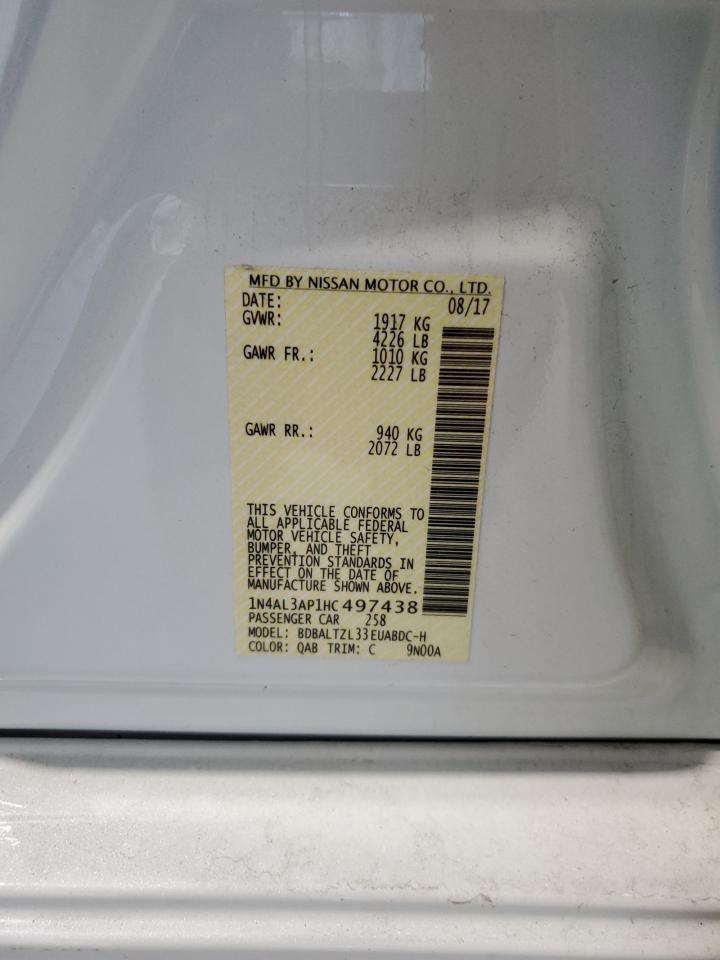 MFD BY NISSAN MOTOR CO., LTD.
DATE: 08/17
GVWR: 1917 KG
4226 LB
GAWR FR.: 1010 KG
2227 LB
GAWR RR.: 940 KG
2072 LB
THIS VEHICLE CONFORMS TO
ALL APPLICABLE FEDERAL
MOTOR VEHICLE SAFETY,
BUMPER, AND THEFT
PREVENTION STANDARDS IN
EFFECT ON THE DATE OF
MANUFACTURE SHOWN ABOVE.
1N4AL3AP1HC497438
PASSENGER CAR 258
MODEL: BDBALTZL33EUABDC-H
COLOR: QAB TRIM: C 9N00A